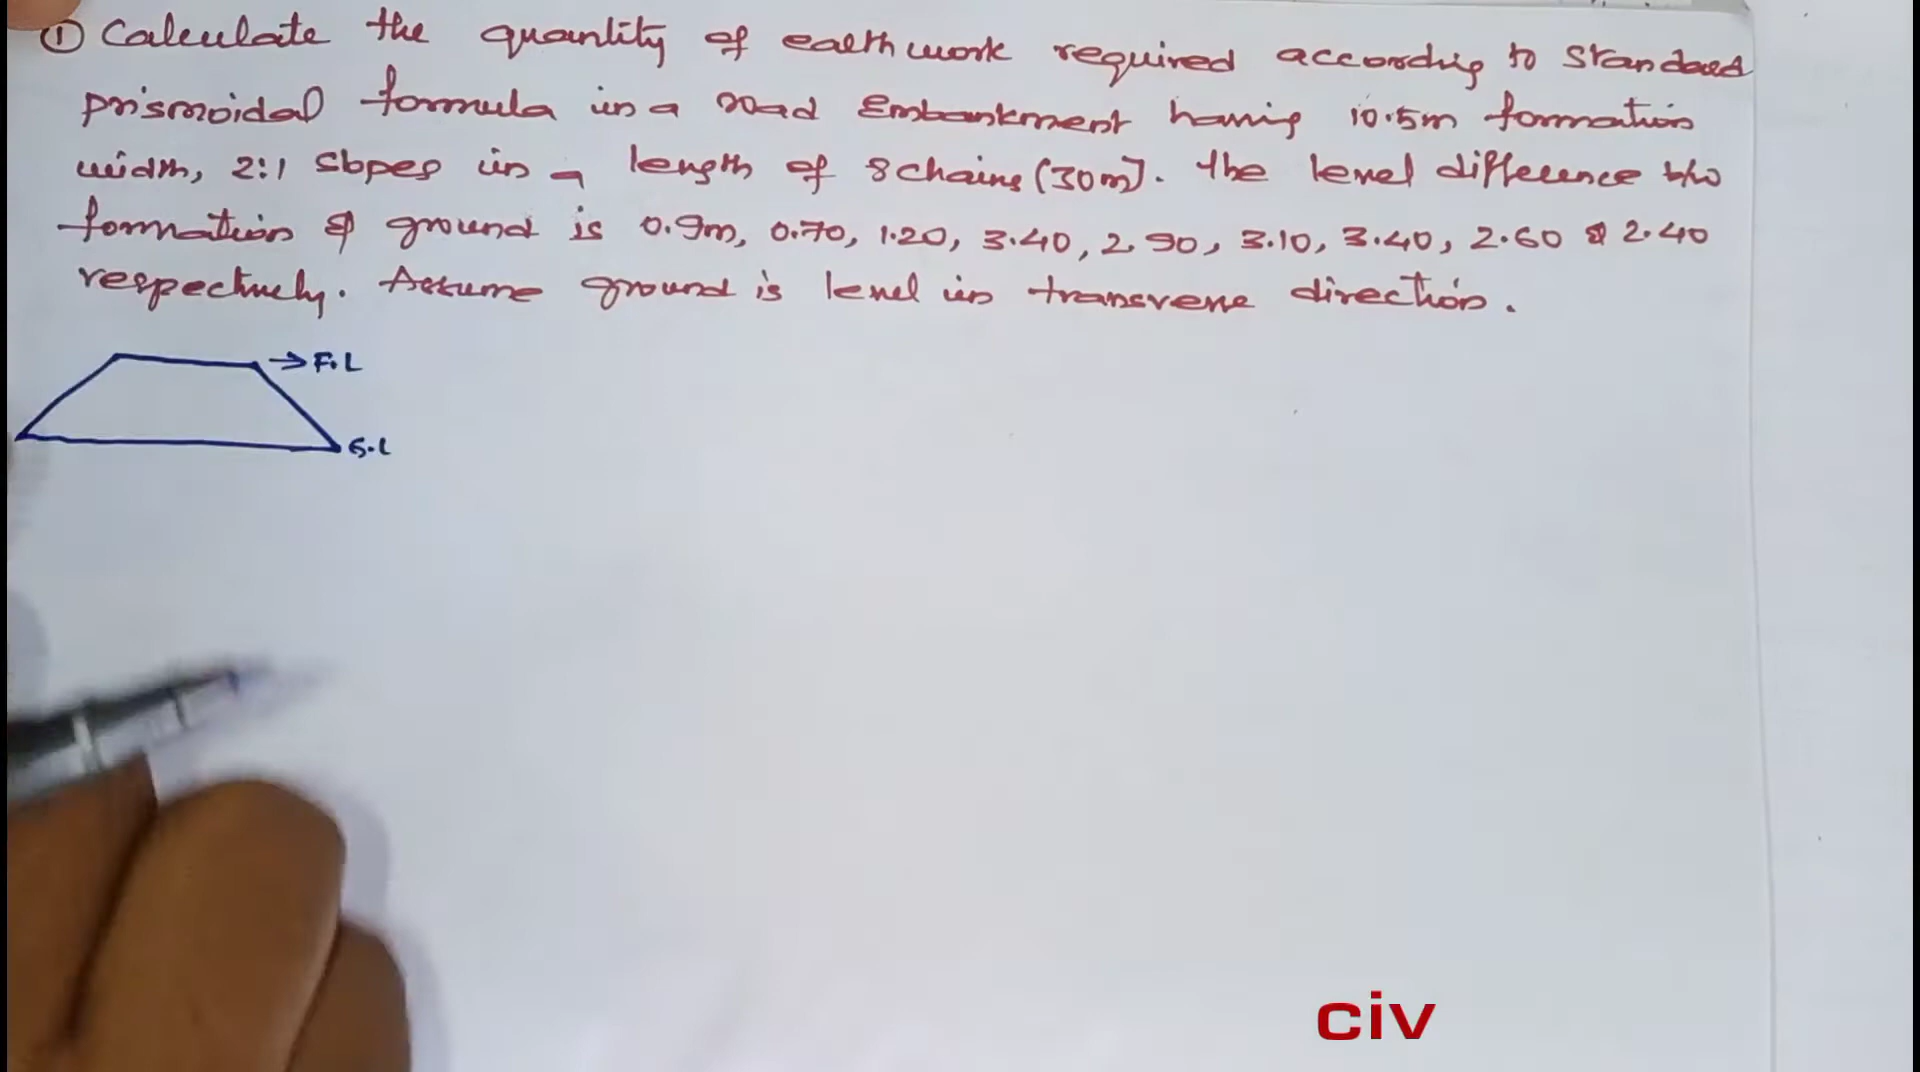 ① Calculate the quantity of earthwork required according to standard
prismoidal formula in a road Embankment having 10.5m formation
width, 2:1 slopes in a length of 8 chains (30m). The level difference b/w
formation & ground is 0.9m, 0.70, 1.20, 3.40, 2.90, 3.10, 3.40, 2.60 & 2.40
respectively. Assume ground is level in transverse direction.
→ F.L
G.L
civ